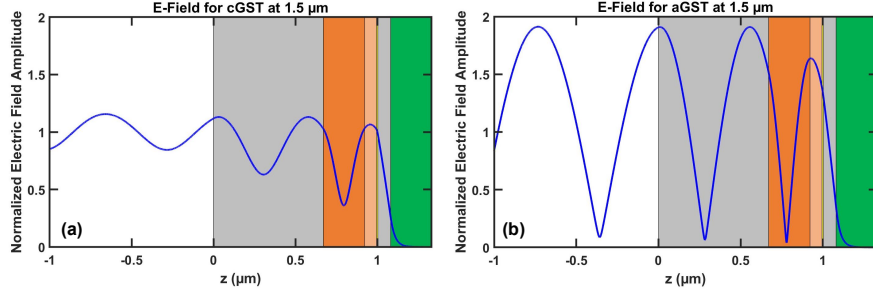 E-Field for cGST at 1.5 µm
Normalized Electric Field Amplitude
2
1.5
1
0.5
0
(a)
-1
-0.5
0
0.5
1
z (µm)
E-Field for aGST at 1.5 µm
Normalized Electric Field Amplitude
2
1.5
1
0.5
0
(b)
-1
-0.5
0
0.5
1
z (µm)